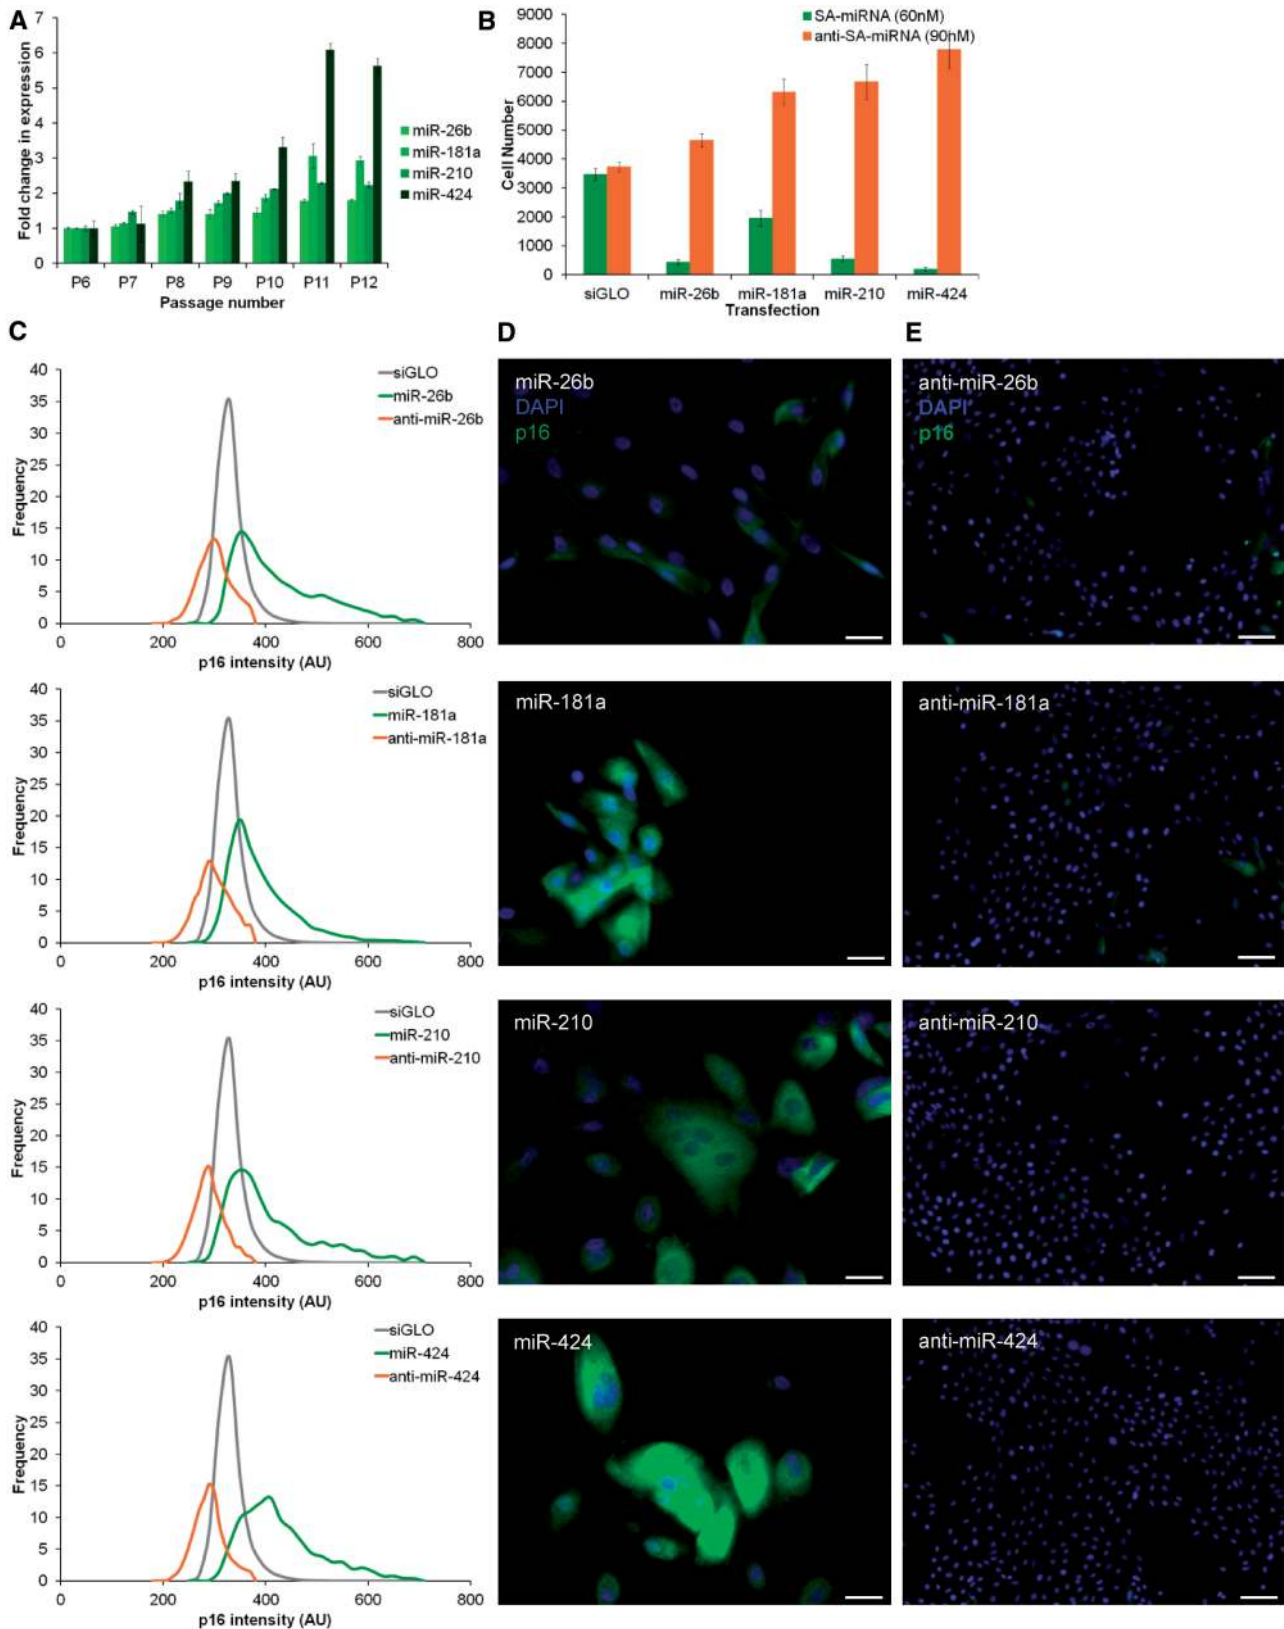 A
7
6
5
4
3
2
1
0
Fold change in expression
P6 P7 P8 P9 P10 P11 P12
Passage number
miR-26b
miR-181a
miR-210
miR-424
B
9000
8000
7000
6000
5000
4000
3000
2000
1000
0
Cell Number
SA-miRNA (60nM)
anti-SA-miRNA (90nM)
siGLO miR-26b miR-181a miR-210 miR-424
Transfection
C
40
35
30
25
20
15
10
5
0
Frequency
0 200 400 600 800
p16 intensity (AU)
siGLO
miR-26b
anti-miR-26b
40
35
30
25
20
15
10
5
0
Frequency
0 200 400 600 800
p16 intensity (AU)
siGLO
miR-181a
anti-miR-181a
40
35
30
25
20
15
10
5
0
Frequency
0 200 400 600 800
p16 intensity (AU)
siGLO
miR-210
anti-miR-210
40
35
30
25
20
15
10
5
0
Frequency
0 200 400 600 800
p16 intensity (AU)
siGLO
miR-424
anti-miR-424
D
miR-26b
DAPI
p16
miR-181a
miR-210
miR-424
E
anti-miR-26b
DAPI
p16
anti-miR-181a
anti-miR-210
anti-miR-424